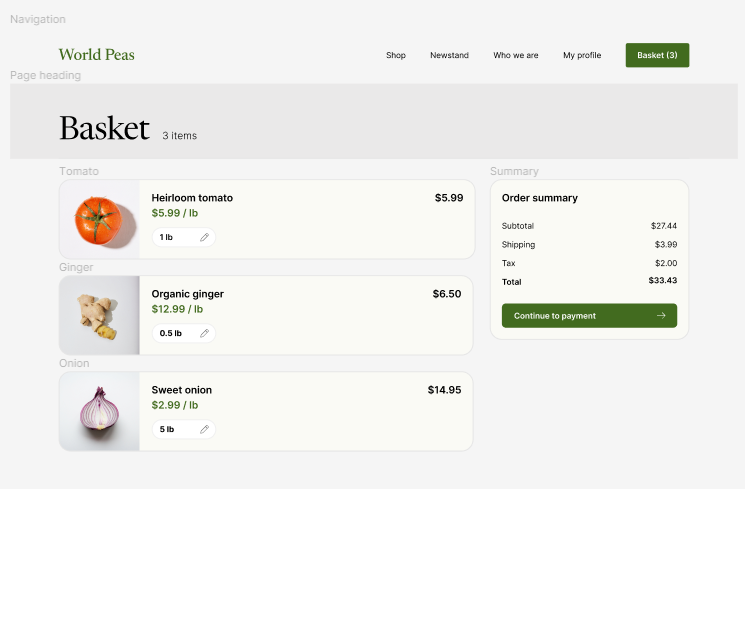 Navigation
World Peas
Shop Newstand Who we are My profile Basket (3)
Page heading
Basket 3 items
Tomato
Heirloom tomato $5.99
$5.99 / lb
1 lb
Ginger
Organic ginger $6.50
$12.99 / lb
0.5 lb
Onion
Sweet onion $14.95
$2.99 / lb
5 lb
Summary
Order summary
Subtotal $27.44
Shipping $3.99
Tax $2.00
Total $33.43
Continue to payment